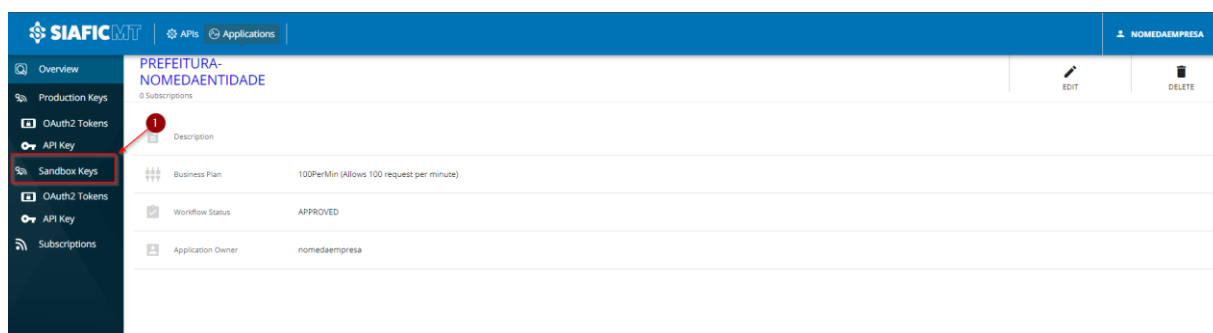 SIAFICMT
APIs
Applications
NOMEDAEMPRESA
Overview
Production Keys
OAuth2 Tokens
API Key
Sandbox Keys
OAuth2 Tokens
API Key
Subscriptions
1
PREFEITURA-
NOMEDAENTIDADE
0 Subscriptions
EDIT
DELETE
Description
Business Plan 100PerMin (Allows 100 request per minute)
Workflow Status APPROVED
Application Owner nomedaempresa